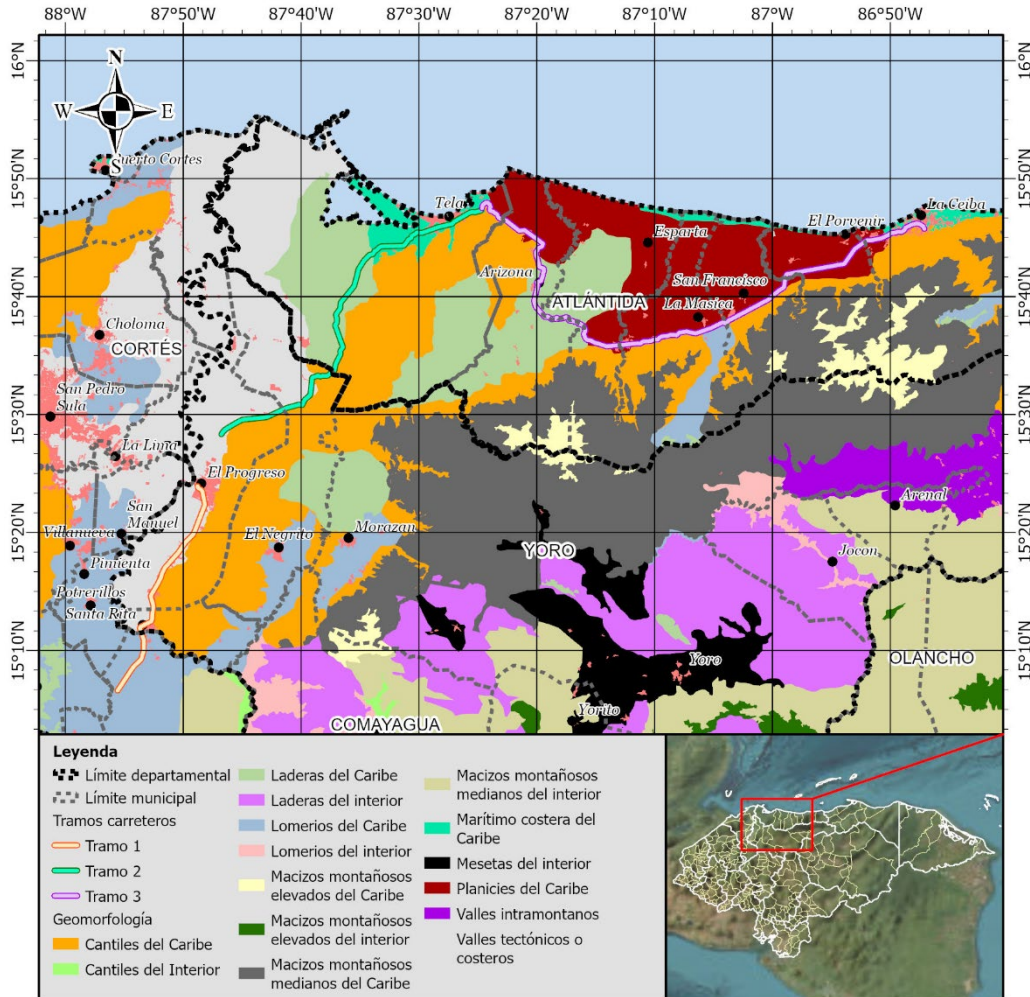 88°W 87°50'W 87°40'W 87°30'W 87°20'W 87°10'W 87°0'W 86°50'W
16°N 16°N
N
W E
S
Puerto Cortes
15°50'N 15°50'N
Tela
La Ceiba
El Porvenir
Esparta
Arizona
San Francisco
15°40'N 15°40'N
ATLÁNTIDA
La Masica
Choloma
CORTÉS
San Pedro
Sula
15°30'N 15°30'N
La Lima
El Progreso
Arenal
San
Manuel
15°20'N 15°20'N
Villanueva
El Negrito
Morazan
YORO
Jocon
Pimienta
Potrerillos
Santa Rita
15°10'N 15°10'N
Yoro
OLANCHO
Yorito
COMAYAGUA
Leyenda
Límite departamental
Límite municipal
Tramos carreteros
Tramo 1
Tramo 2
Tramo 3
Geomorfología
Cantiles del Caribe
Cantiles del Interior
Laderas del Caribe
Laderas del interior
Lomerios del Caribe
Lomerios del interior
Macizos montañosos
elevados del Caribe
Macizos montañosos
elevados del interior
Macizos montañosos
medianos del Caribe
Macizos montañosos
medianos del interior
Marítimo costera del
Caribe
Mesetas del interior
Planicies del Caribe
Valles intramontanos
Valles tectónicos o
costeros